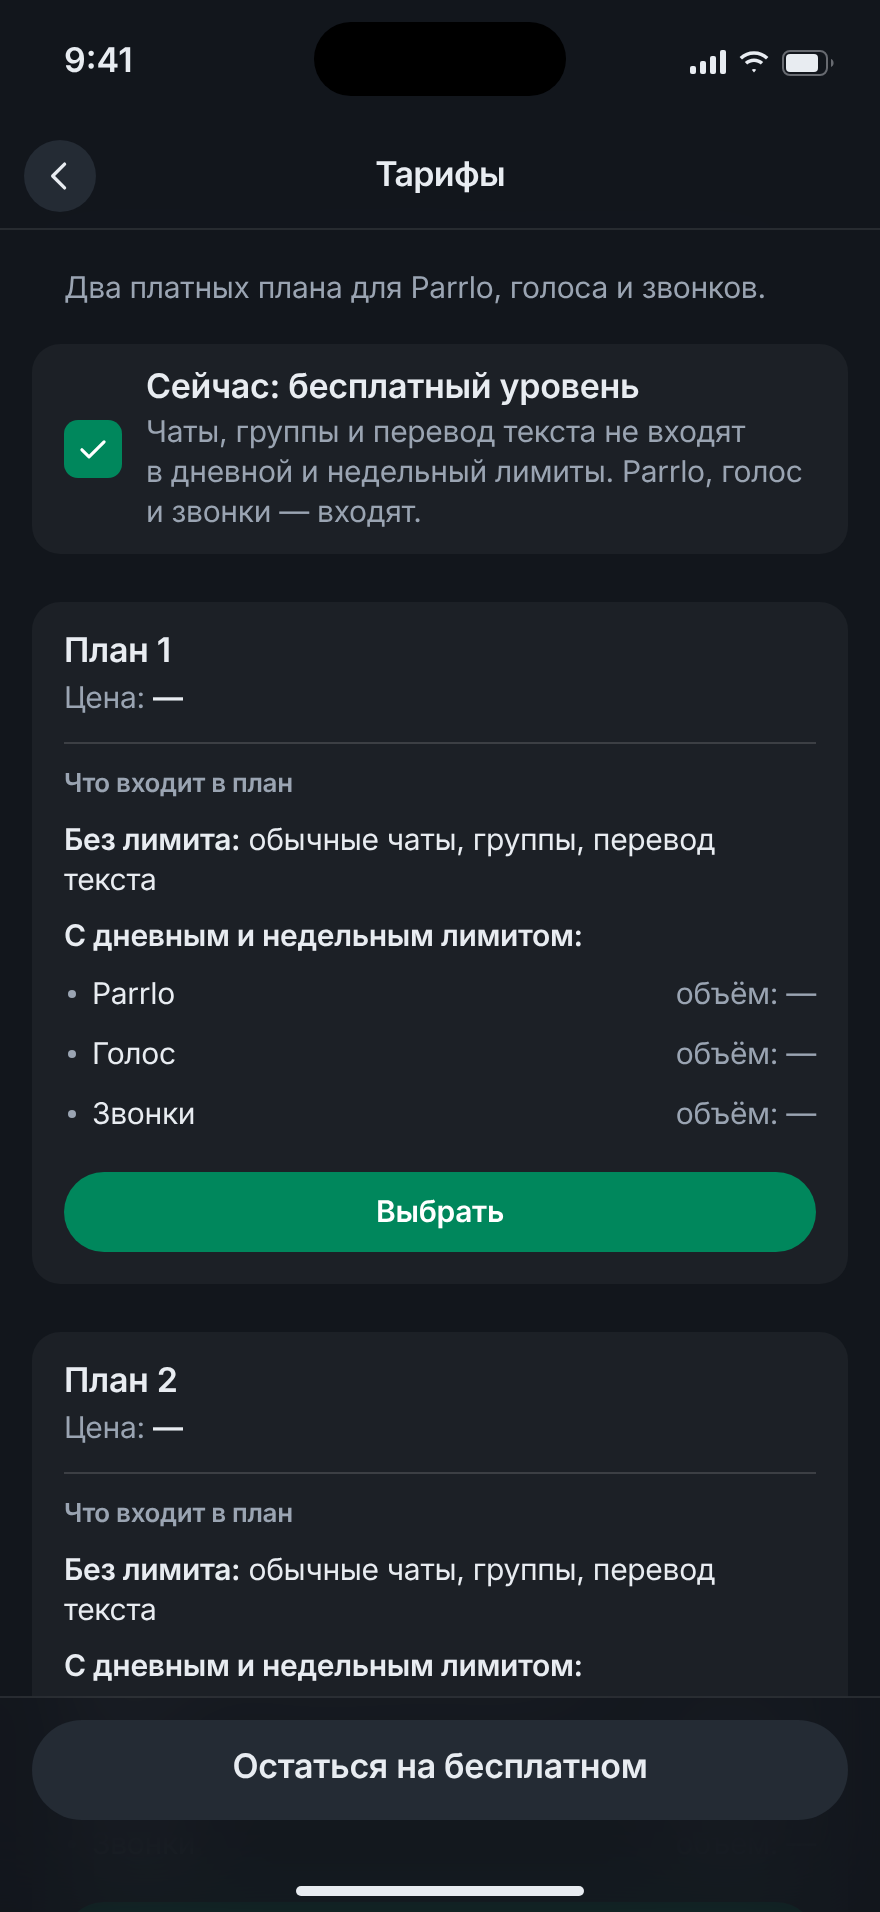 9:41
Тарифы
Два платных плана для Parrlo, голоса и звонков.
Сейчас: бесплатный уровень
Чаты, группы и перевод текста не входят
в дневной и недельный лимиты. Parrlo, голос
и звонки — входят.
План 1
Цена: —
Что входит в план
Без лимита: обычные чаты, группы, перевод
текста
С дневным и недельным лимитом:
• Parrlo объём: —
• Голос объём: —
• Звонки объём: —
Выбрать
План 2
Цена: —
Что входит в план
Без лимита: обычные чаты, группы, перевод
текста
С дневным и недельным лимитом:
Остаться на бесплатном